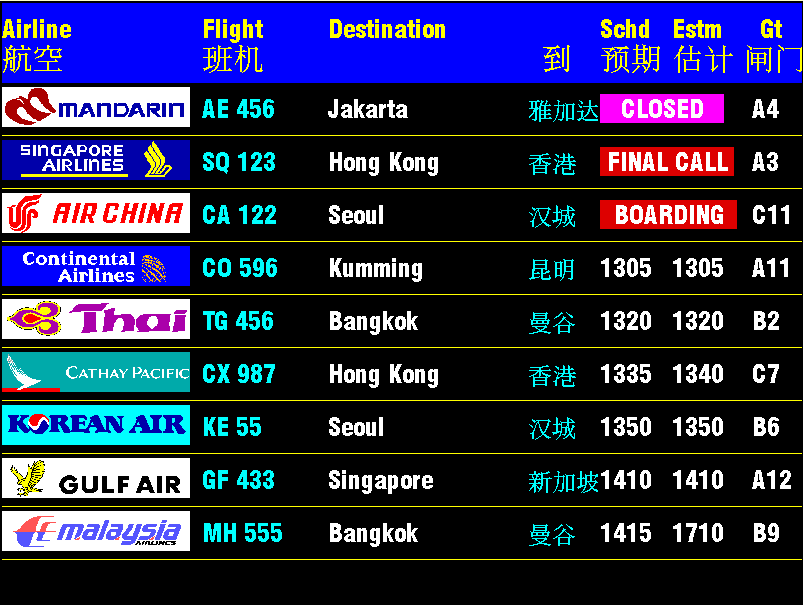 Airline Flight Destination Schd Estm Gt
航空 班机 到 预期 估计 闸门
MANDARIN AE 456 Jakarta 雅加达 CLOSED A4
SINGAPORE AIRLINES SQ 123 Hong Kong 香港 FINAL CALL A3
AIR CHINA CA 122 Seoul 汉城 BOARDING C11
Continental Airlines CO 596 Kumming 昆明 1305 1305 A11
Thai TG 456 Bangkok 曼谷 1320 1320 B2
CATHAY PACIFIC CX 987 Hong Kong 香港 1335 1340 C7
KOREAN AIR KE 55 Seoul 汉城 1350 1350 B6
GULF AIR GF 433 Singapore 新加坡 1410 1410 A12
malaysia AIRLINES MH 555 Bangkok 曼谷 1415 1710 B9